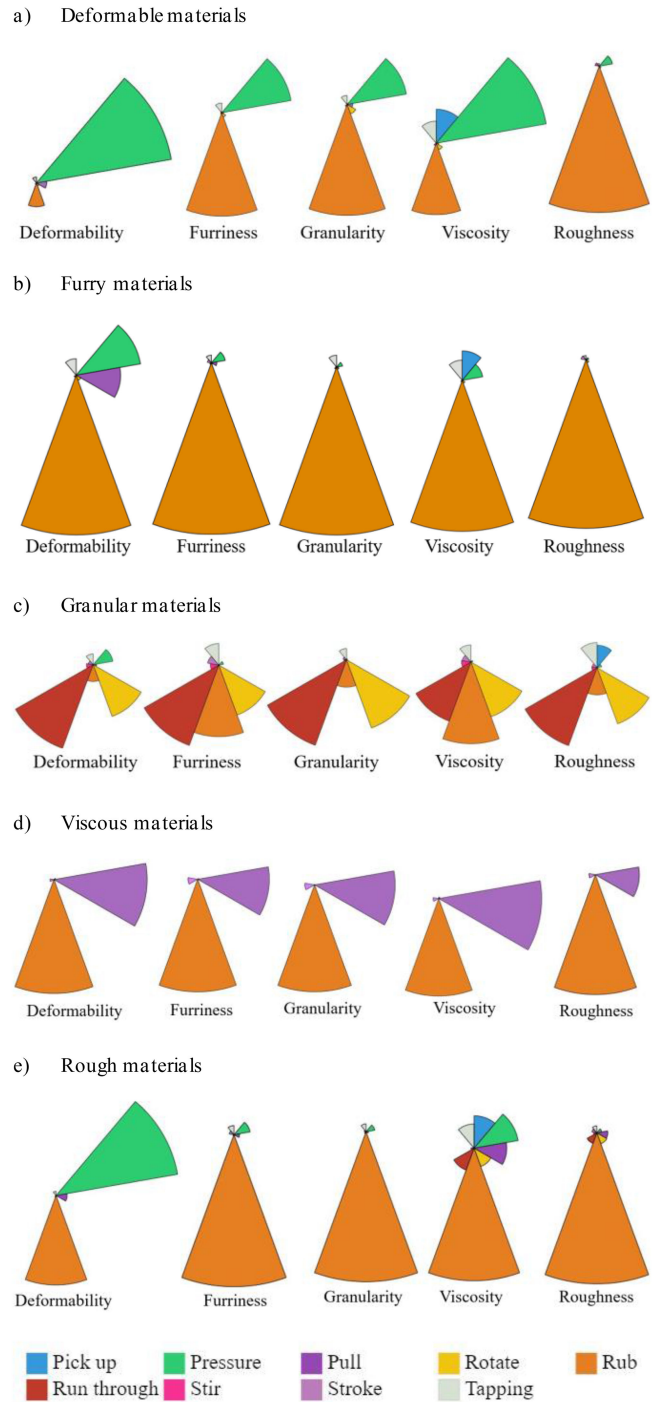 a) Deformable materials
Deformability Furriness Granularity Viscosity Roughness
b) Furry materials
Deformability Furriness Granularity Viscosity Roughness
c) Granular materials
Deformability Furriness Granularity Viscosity Roughness
d) Viscous materials
Deformability Furriness Granularity Viscosity Roughness
e) Rough materials
Deformability Furriness Granularity Viscosity Roughness
Pick up Pressure Pull Rotate Rub
Run through Stir Stroke Tapping